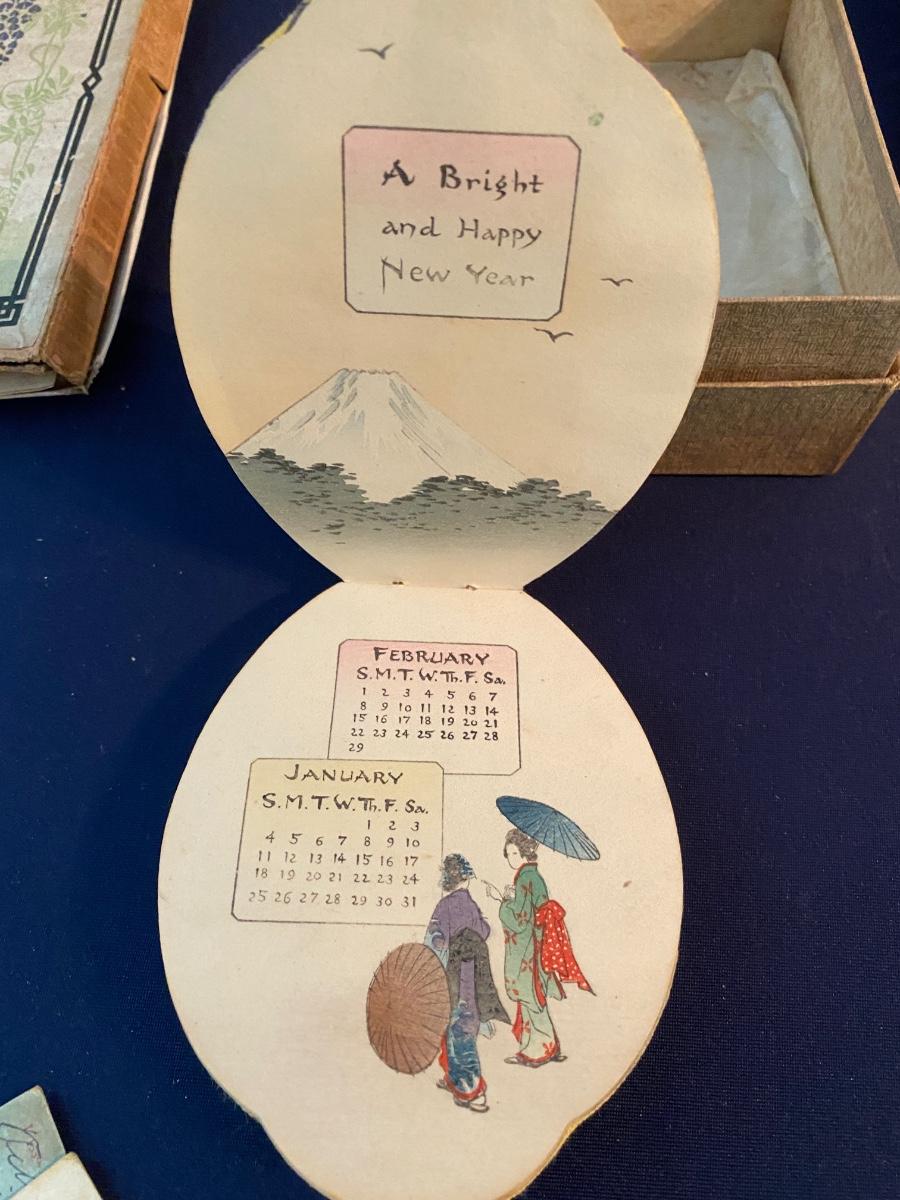 A Bright
and Happy
New Year
FEBRUARY
S. M. T. W. Th. F. Sa.
1 2 3 4 5 6 7
8 9 10 11 12 13 14
15 16 17 18 19 20 21
22 23 24 25 26 27 28
29
JANUARY
S. M. T. W. Th. F. Sa.
1 2 3
4 5 6 7 8 9 10
11 12 13 14 15 16 17
18 19 20 21 22 23 24
25 26 27 28 29 30 31